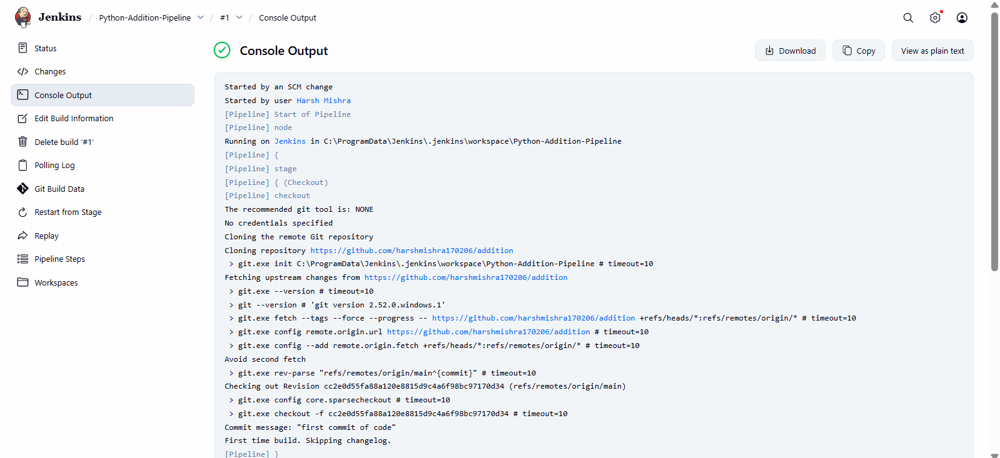 Jenkins / Python-Addition-Pipeline / #1 / Console Output
Status
Changes
Console Output
Edit Build Information
Delete build ‘#1’
Polling Log
Git Build Data
Restart from Stage
Replay
Pipeline Steps
Workspaces
Console Output
Download
Copy
View as plain text
Started by an SCM change
Started by user Harsh Mishra
[Pipeline] Start of Pipeline
[Pipeline] node
Running on Jenkins in C:\ProgramData\Jenkins\.jenkins\workspace\Python-Addition-Pipeline
[Pipeline] {
[Pipeline] stage
[Pipeline] { (Checkout)
[Pipeline] checkout
The recommended git tool is: NONE
No credentials specified
Cloning the remote Git repository
Cloning repository https://github.com/harshmishra170206/addition
 > git.exe init C:\ProgramData\Jenkins\.jenkins\workspace\Python-Addition-Pipeline # timeout=10
Fetching upstream changes from https://github.com/harshmishra170206/addition
 > git.exe --version # timeout=10
 > git --version # 'git version 2.52.0.windows.1'
 > git.exe fetch --tags --force --progress -- https://github.com/harshmishra170206/addition +refs/heads/*:refs/remotes/origin/* # timeout=10
 > git.exe config remote.origin.url https://github.com/harshmishra170206/addition # timeout=10
 > git.exe config --add remote.origin.fetch +refs/heads/*:refs/remotes/origin/* # timeout=10
Avoid second fetch
 > git.exe rev-parse "refs/remotes/origin/main^{commit}" # timeout=10
Checking out Revision cc2e0d55fa88a120e8815d9c4a6f98bc97170d34 (refs/remotes/origin/main)
 > git.exe config core.sparsecheckout # timeout=10
 > git.exe checkout -f cc2e0d55fa88a120e8815d9c4a6f98bc97170d34 # timeout=10
Commit message: "first commit of code"
First time build. Skipping changelog.
[Pipeline] }